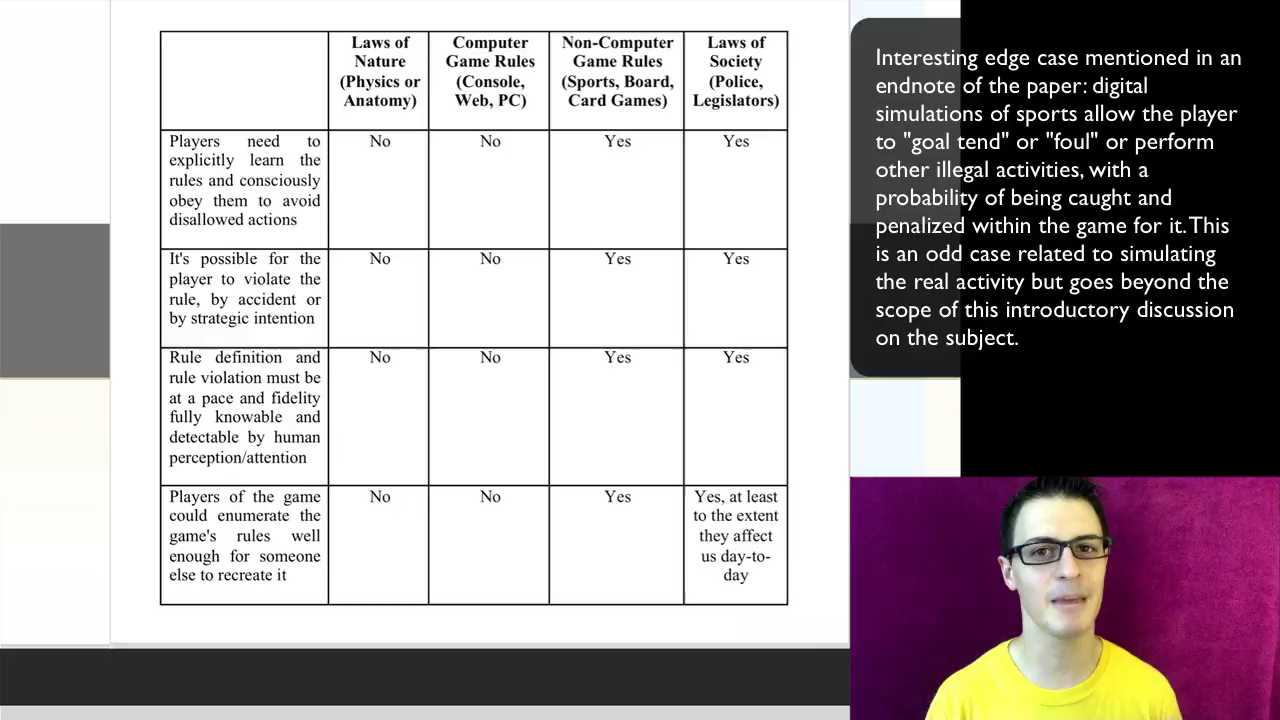 Laws of
Nature
(Physics or
Anatomy)
Computer
Game Rules
(Console,
Web, PC)
Non-Computer
Game Rules
(Sports, Board,
Card Games)
Laws of
Society
(Police,
Legislators)
Players need to
explicitly learn the
rules and consciously
obey them to avoid
disallowed actions
No
No
Yes
Yes
It's possible for the
player to violate the
rule, by accident or
by strategic intention
No
No
Yes
Yes
Rule definition and
rule violation must be
at a pace and fidelity
fully knowable and
detectable by human
perception/attention
No
No
Yes
Yes
Players of the game
could enumerate the
game's rules well
enough for someone
else to recreate it
No
No
Yes
Yes, at least
to the extent
they affect
us day-to-
day
Interesting edge case mentioned in an
endnote of the paper: digital
simulations of sports allow the player
to "goal tend" or "foul" or perform
other illegal activities, with a
probability of being caught and
penalized within the game for it. This
is an odd case related to simulating
the real activity but goes beyond the
scope of this introductory discussion
on the subject.